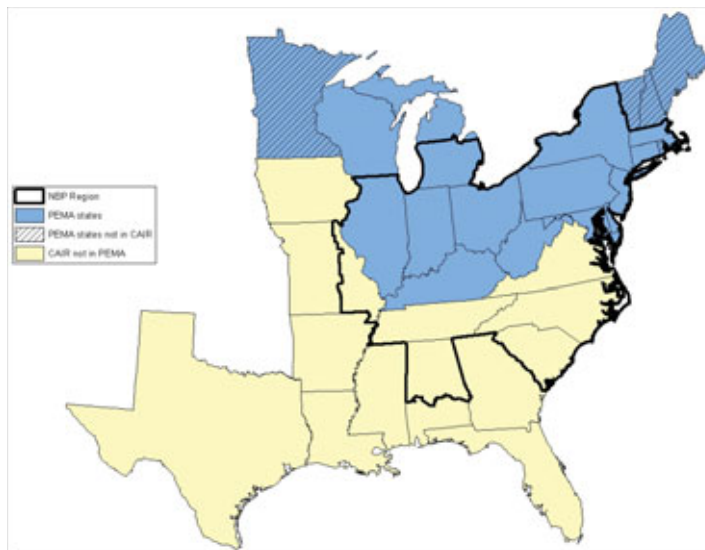 NBP Region
PEMA states
PEMA states not in CAIR
CAIR not in PEMA